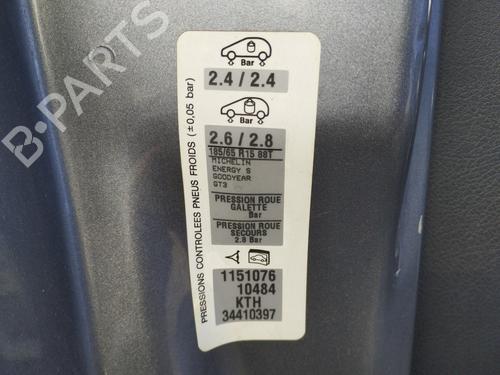 Bar
2.4 / 2.4
Bar
2.6 / 2.8
185/65 R15 88T
MICHELIN
ENERGY S
GOODYEAR
GT3
PRESSION ROUE
GALETTE
Bar
PRESSION ROUE
SECOURS
2.8 Bar
1151076
10484
KTH
34410397
PRESSIONS CONTROLEES PNEUS FROIDS (±0,05 bar)
B-PARTS